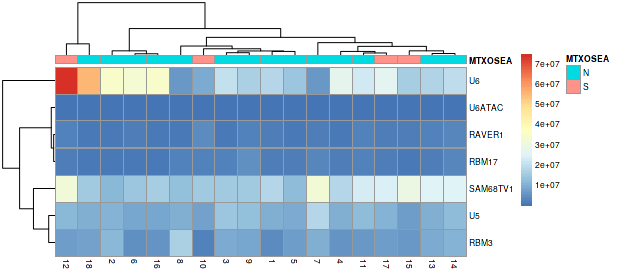 MTXOSEA
U6
U6ATAC
RAVER1
RBM17
SAM68TV1
U5
RBM3
12 18 2 6 16 8 10 3 9 1 5 7 4 11 17 15 13 14
7e+07
6e+07
5e+07
4e+07
3e+07
2e+07
1e+07
MTXOSEA
N
S